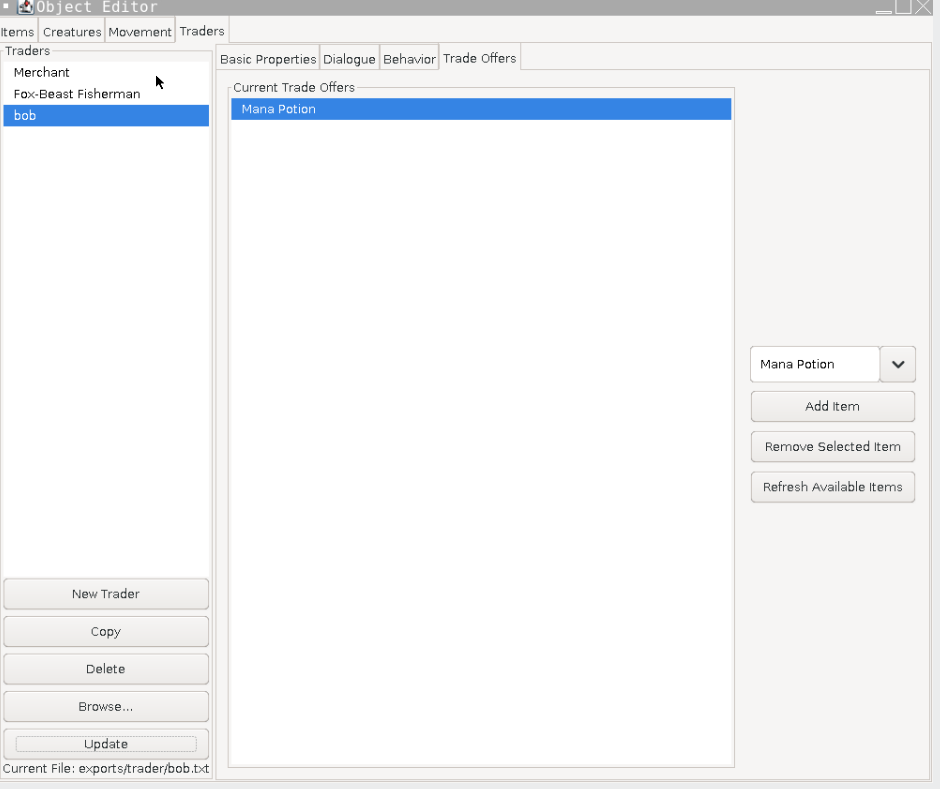 Object Editor
Items Creatures Movement Traders
Traders
Merchant
Fox-Beast Fisherman
bob
New Trader
Copy
Delete
Browse...
Update
Current File: exports/trader/bob.txt
Basic Properties Dialogue Behavior Trade Offers
Current Trade Offers
Mana Potion
Mana Potion
Add Item
Remove Selected Item
Refresh Available Items